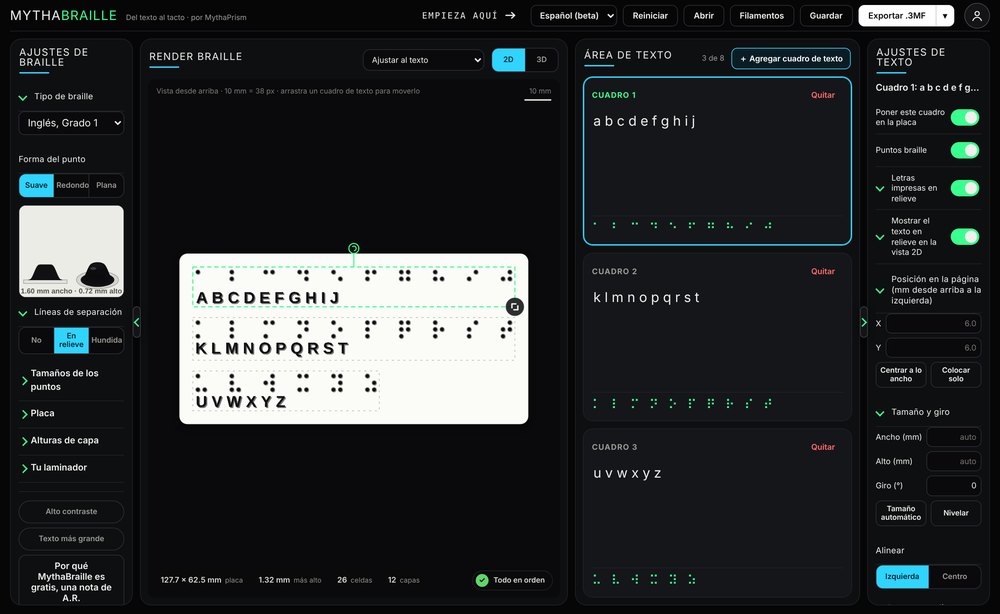 MYTHABRAILLE Del texto al tacto · por MythaPrism
EMPIEZA AQUÍ →
Español (beta)
Reiniciar
Abrir
Filamentos
Guardar
Exportar .3MF
AJUSTES DE
BRAILLE
Tipo de braille
Inglés, Grado 1
Forma del punto
Suave Redondo Plana
1.60 mm ancho · 0.72 mm alto
Líneas de separación
No En relieve Hundida
Tamaños de los
puntos
Placa
Alturas de capa
Tu laminador
Alto contraste
Texto más grande
Por qué
MythaBraille es
gratis, una nota de
A.R.
RENDER BRAILLE
Ajustar al texto
2D 3D
Vista desde arriba · 10 mm = 38 px · arrastra un cuadro de texto para moverlo
10 mm
⠁ ⠃ ⠉ ⠙ ⠑ ⠋ ⠛ ⠓ ⠊ ⠚
ABCDEFGHIJ
⠅ ⠇ ⠍ ⠝ ⠕ ⠏ ⠟ ⠗ ⠎ ⠞
KLMNOPQRST
⠥ ⠧ ⠺ ⠭ ⠽ ⠵
UVWXYZ
127.7 × 62.5 mm placa
1.32 mm más alto
26 celdas
12 capas
Todo en orden
ÁREA DE TEXTO
3 de 8
+ Agregar cuadro de texto
CUADRO 1 Quitar
a b c d e f g h i j
⠁ ⠃ ⠉ ⠙ ⠑ ⠋ ⠛ ⠓ ⠊ ⠚
CUADRO 2 Quitar
k l m n o p q r s t
⠅ ⠇ ⠍ ⠝ ⠕ ⠏ ⠟ ⠗ ⠎ ⠞
CUADRO 3 Quitar
u v w x y z
⠥ ⠧ ⠺ ⠭ ⠽ ⠵
AJUSTES DE
TEXTO
Cuadro 1: a b c d e f g…
Poner este cuadro
en la placa
Puntos braille
Letras
impresas en
relieve
Mostrar el
texto en
relieve en la
vista 2D
Posición en la página
(mm desde arriba a la
izquierda)
X 6.0
Y 6.0
Centrar a lo
ancho
Colocar
solo
Tamaño y giro
Ancho (mm) auto
Alto (mm) auto
Giro (°) 0
Tamaño
automático
Nivelar
Alinear
Izquierda Centro